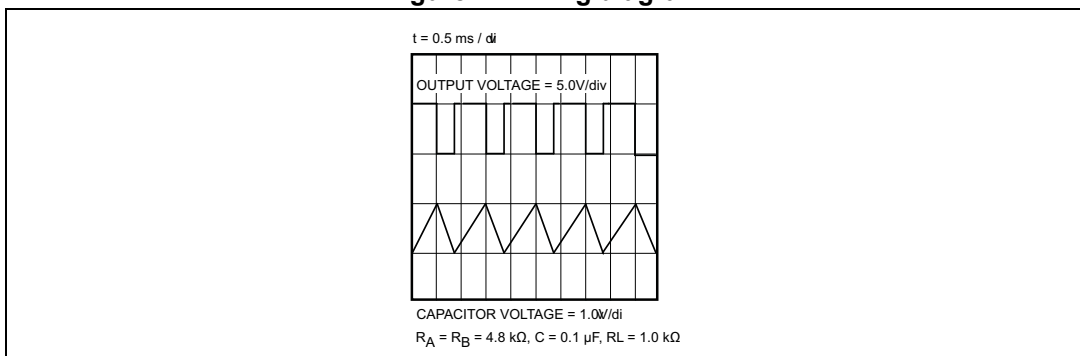 t = 0.5 ms / div
OUTPUT VOLTAGE = 5.0V/div
CAPACITOR VOLTAGE = 1.0V/di
RA = RB = 4.8 kΩ, C = 0.1 µF, RL = 1.0 kΩ